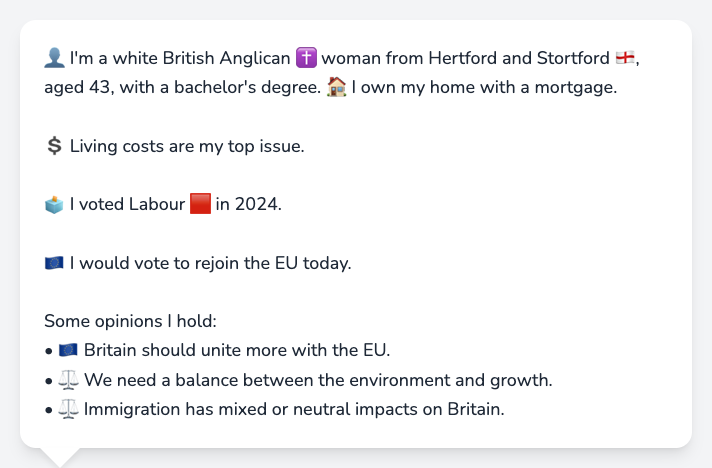 👤 I'm a white British Anglican ✝️ woman from Hertford and Stortford 🏴󠁧󠁢󠁥󠁮󠁧󠁿,
aged 43, with a bachelor's degree. 🏠 I own my home with a mortgage.
💲 Living costs are my top issue.
🗳️ I voted Labour 🟥 in 2024.
🇪🇺 I would vote to rejoin the EU today.
Some opinions I hold:
• 🇪🇺 Britain should unite more with the EU.
• ⚖️ We need a balance between the environment and growth.
• ⚖️ Immigration has mixed or neutral impacts on Britain.